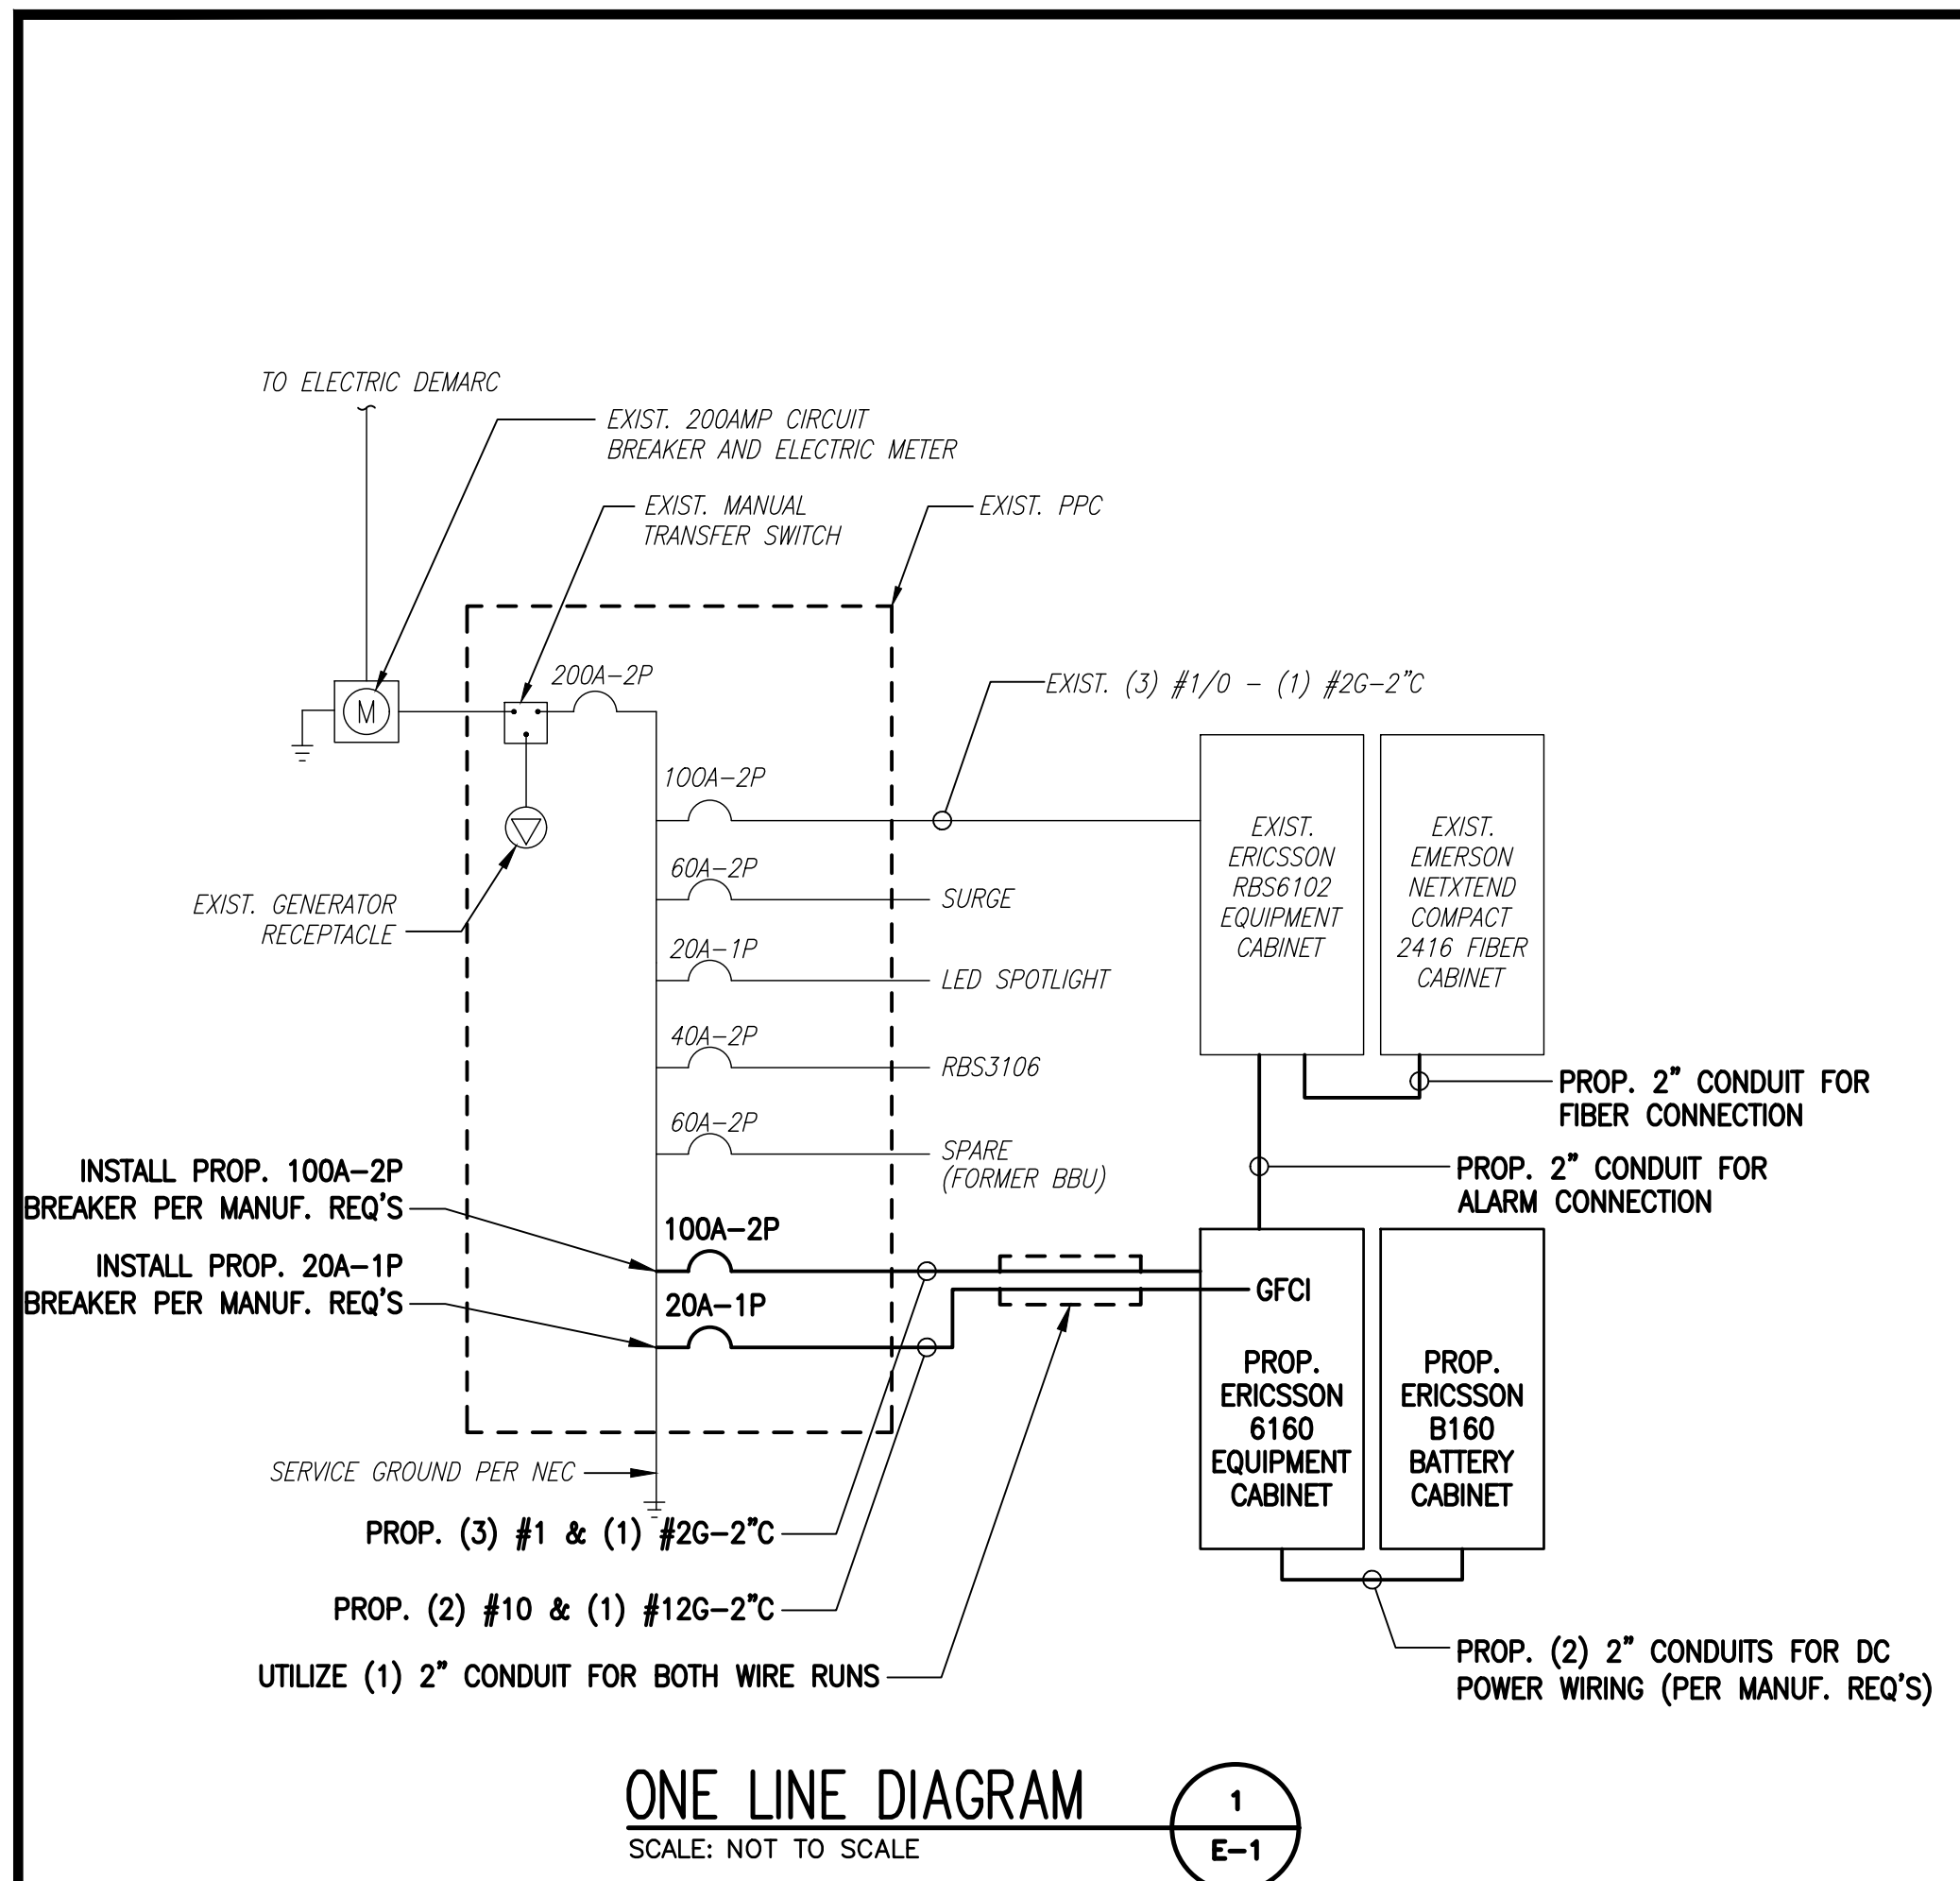 TO ELECTRIC DEMARC
EXIST. 200AMP CIRCUIT
BREAKER AND ELECTRIC METER
EXIST. MANUAL
TRANSFER SWITCH
EXIST. PPC
200A-2P
M
EXIST. (3) #1/0 - (1) #2G-2"C
100A-2P
EXIST.
ERICSSON
RBS6102
EQUIPMENT
CABINET
EXIST.
EMERSON
NETXTEND
COMPACT
2416 FIBER
CABINET
60A-2P
SURGE
EXIST. GENERATOR
RECEPTACLE
20A-1P
LED SPOTLIGHT
40A-2P
RBS3106
PROP. 2" CONDUIT FOR
FIBER CONNECTION
60A-2P
SPARE
(FORMER BBU)
PROP. 2" CONDUIT FOR
ALARM CONNECTION
INSTALL PROP. 100A-2P
BREAKER PER MANUF. REQ'S
100A-2P
INSTALL PROP. 20A-1P
BREAKER PER MANUF. REQ'S
20A-1P
GFCI
PROP.
ERICSSON
6160
EQUIPMENT
CABINET
PROP.
ERICSSON
B160
BATTERY
CABINET
SERVICE GROUND PER NEC
PROP. (3) #1 & (1) #2G-2"C
PROP. (2) #10 & (1) #12G-2"C
UTILIZE (1) 2" CONDUIT FOR BOTH WIRE RUNS
PROP. (2) 2" CONDUITS FOR DC
POWER WIRING (PER MANUF. REQ'S)
ONE LINE DIAGRAM
SCALE: NOT TO SCALE
1
E-1